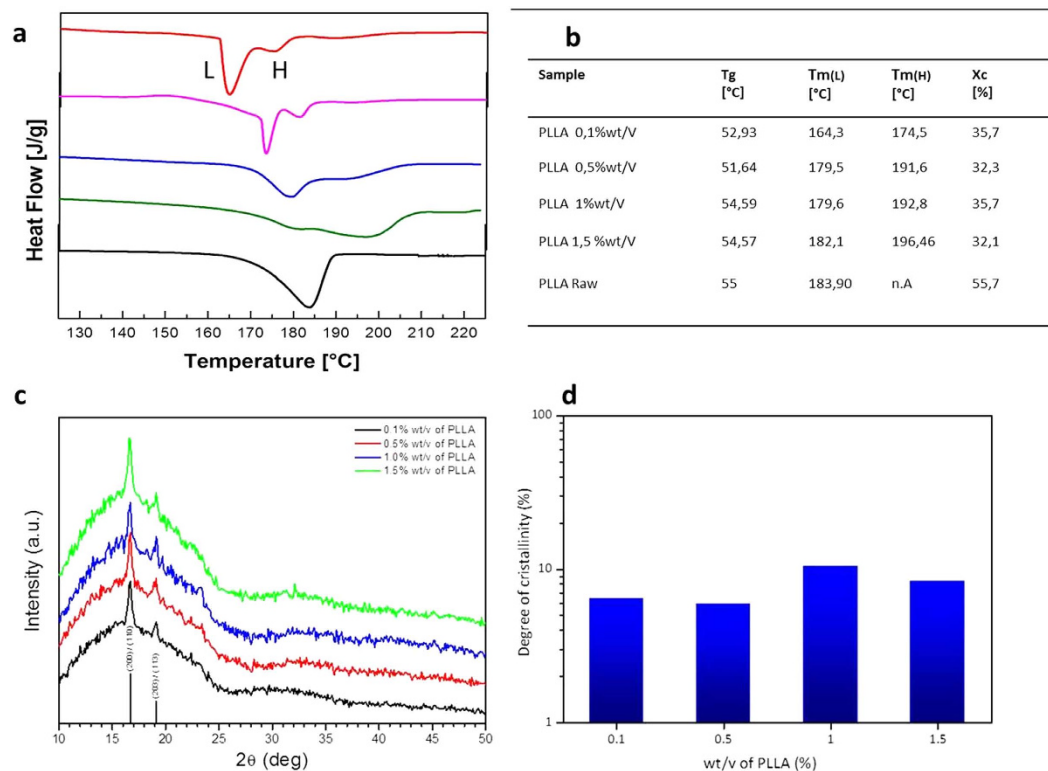 a
L
H
Heat Flow [J/g]
130 140 150 160 170 180 190 200 210 220
Temperature [°C]
b
Sample Tg [°C] Tm(L) [°C] Tm(H) [°C] Xc [%]
PLLA 0,1%wt/V 52,93 164,3 174,5 35,7
PLLA 0,5%wt/V 51,64 179,5 191,6 32,3
PLLA 1%wt/V 54,59 179,6 192,8 35,7
PLLA 1,5 %wt/V 54,57 182,1 196,46 32,1
PLLA Raw 55 183,90 n.A 55,7
c
0.1% wt/v of PLLA
0.5% wt/v of PLLA
1.0% wt/v of PLLA
1.5% wt/v of PLLA
Intensity (a.u.)
(200) / (110)
(203) / (113)
10 15 20 25 30 35 40 45 50
2θ (deg)
d
Degree of cristallinity (%)
100
10
1
0.1 0.5 1 1.5
wt/v of PLLA (%)